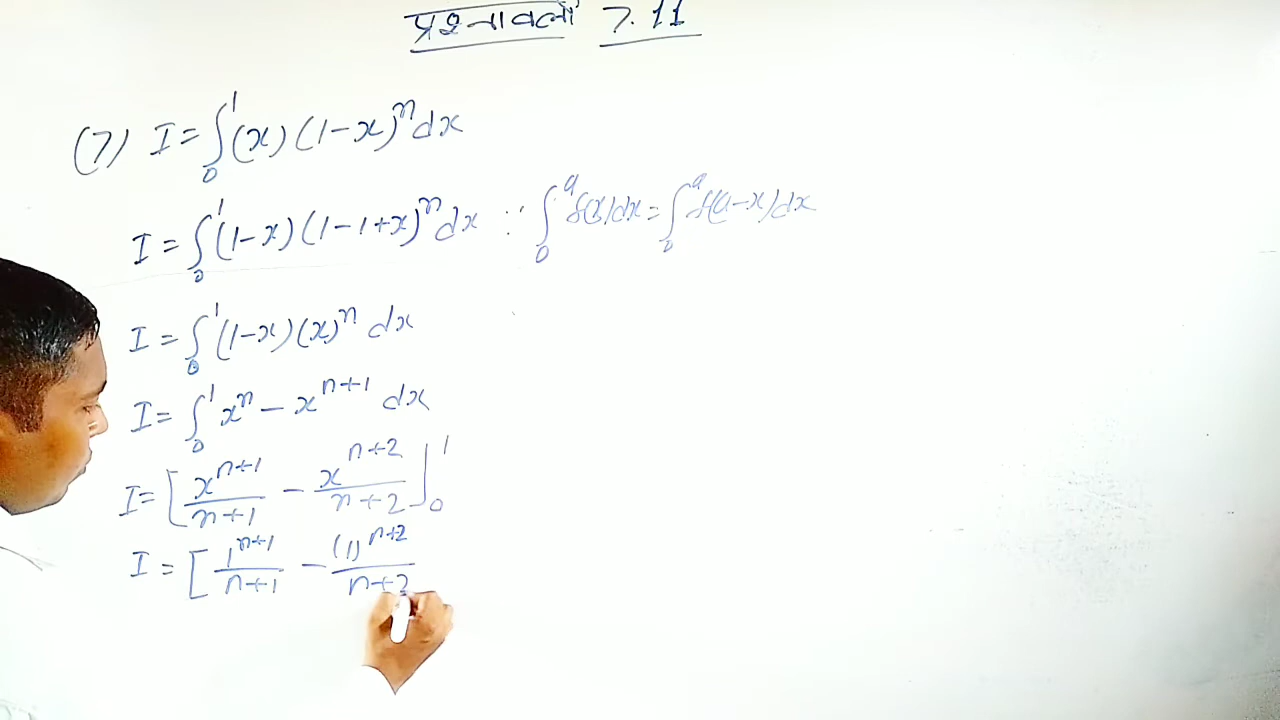 प्रश्नावली 7.11
(7) I = ∫₀¹ (x) (1-x)ⁿ dx
I = ∫₀¹ (1-x) (1-1+x)ⁿ dx ∵ ∫₀ᵃ f(x) dx = ∫₀ᵃ f(a-x) dx
I = ∫₀¹ (1-x) (x)ⁿ dx
I = ∫₀¹ xⁿ - xⁿ⁺¹ dx
I = [xⁿ⁺¹/n+1 - xⁿ⁺²/n+2]₀¹
I = [1ⁿ⁺¹/n+1 - (1)ⁿ⁺²/n+2